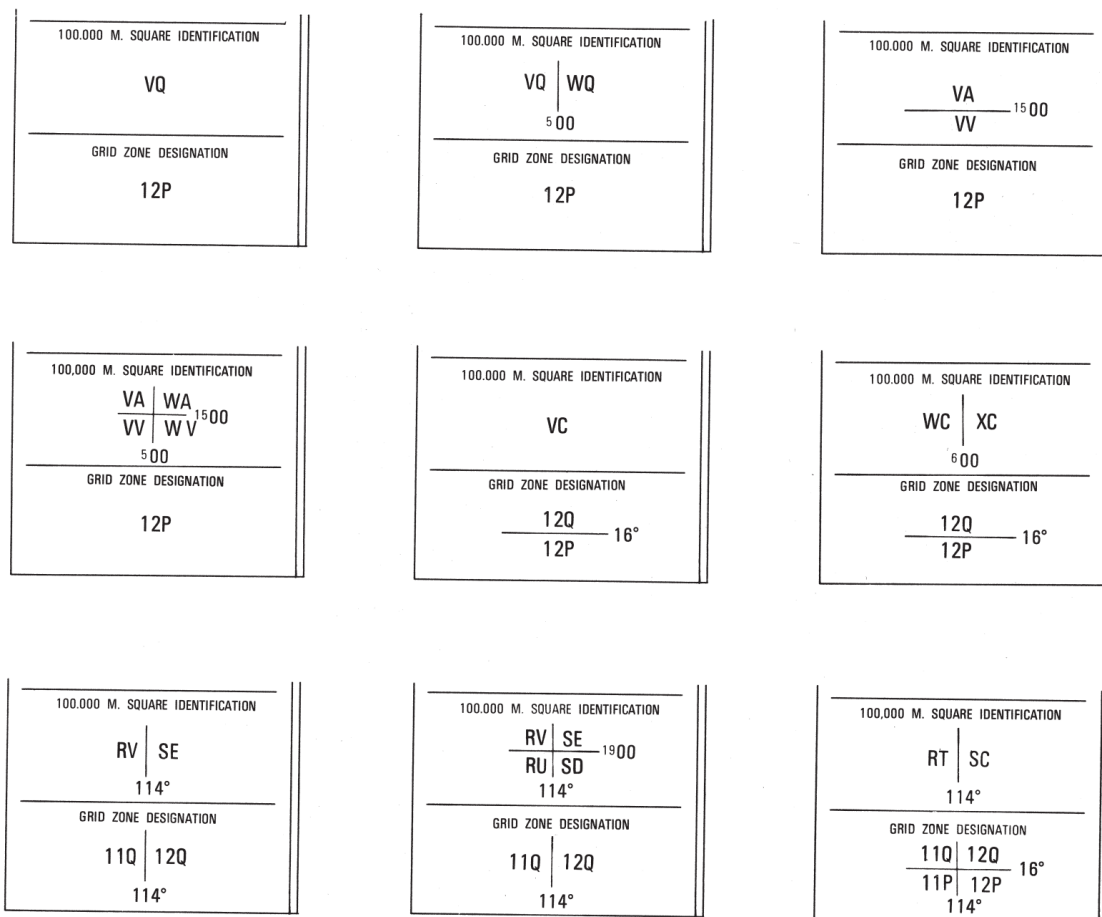 100.000 M. SQUARE IDENTIFICATION
VQ
GRID ZONE DESIGNATION
12P
100.000 M. SQUARE IDENTIFICATION
VQ WQ
500
GRID ZONE DESIGNATION
12P
100.000 M. SQUARE IDENTIFICATION
VA
1500
VV
GRID ZONE DESIGNATION
12P
100,000 M. SQUARE IDENTIFICATION
VA WA
1500
VV WV
500
GRID ZONE DESIGNATION
12P
100.000 M. SQUARE IDENTIFICATION
VC
GRID ZONE DESIGNATION
12Q
16°
12P
100.000 M. SQUARE IDENTIFICATION
WC XC
600
GRID ZONE DESIGNATION
12Q
16°
12P
100.000 M. SQUARE IDENTIFICATION
RV SE
114°
GRID ZONE DESIGNATION
11Q 12Q
114°
100.000 M. SQUARE IDENTIFICATION
RV SE
1900
RU SD
114°
GRID ZONE DESIGNATION
11Q 12Q
114°
100,000 M. SQUARE IDENTIFICATION
RT SC
114°
GRID ZONE DESIGNATION
11Q 12Q
16°
11P 12P
114°